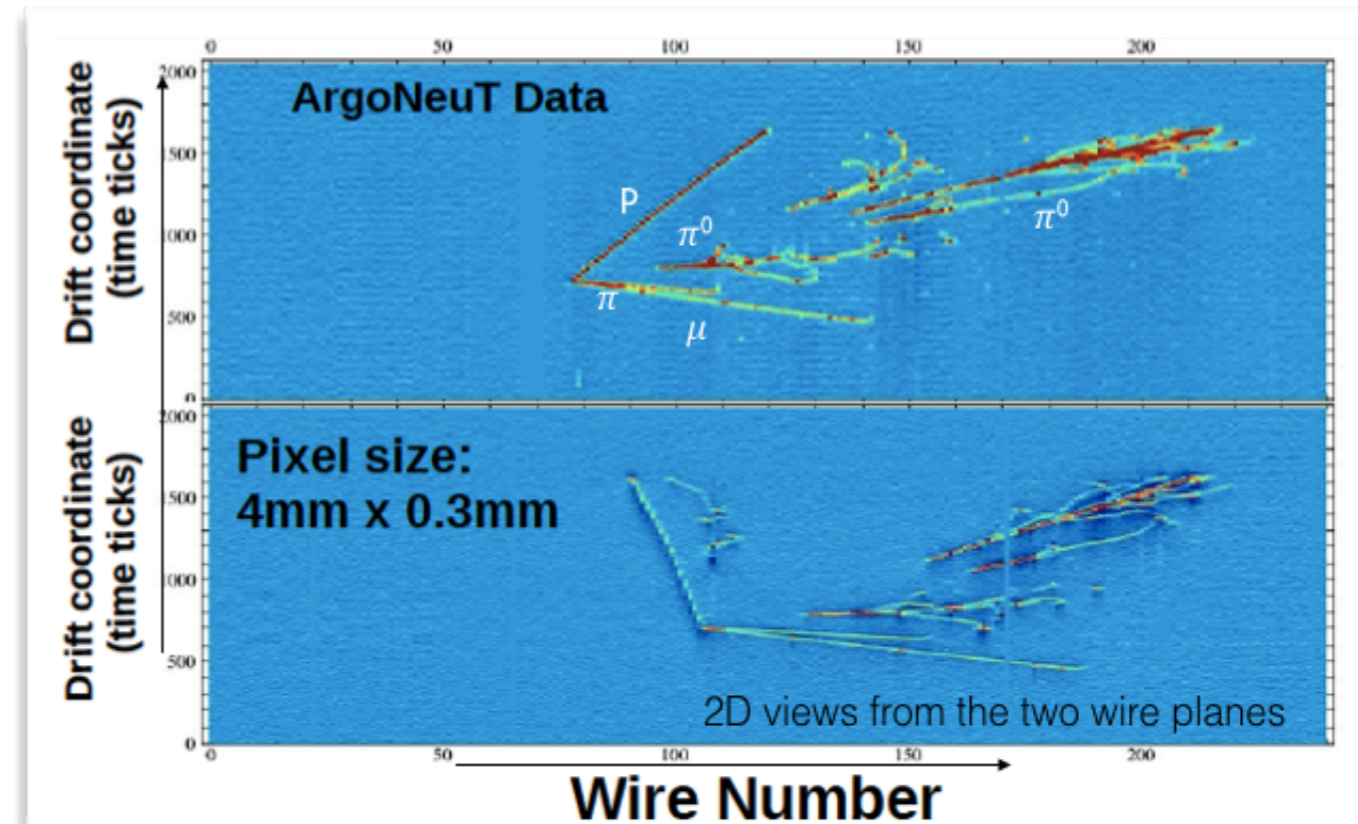 0 50 100 150 200
Drift coordinate
(time ticks)
2000
1500
1000
500
0
ArgoNeuT Data
P
π⁰
π⁰
π
μ
Drift coordinate
(time ticks)
2000
1500
1000
500
0
Pixel size:
4mm x 0.3mm
2D views from the two wire planes
0 50 100 150 200
Wire Number